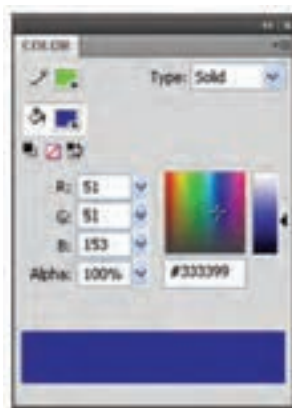 COLOR
Type: Solid
R: 51
G: 51
B: 153
Alpha: 100% #333399